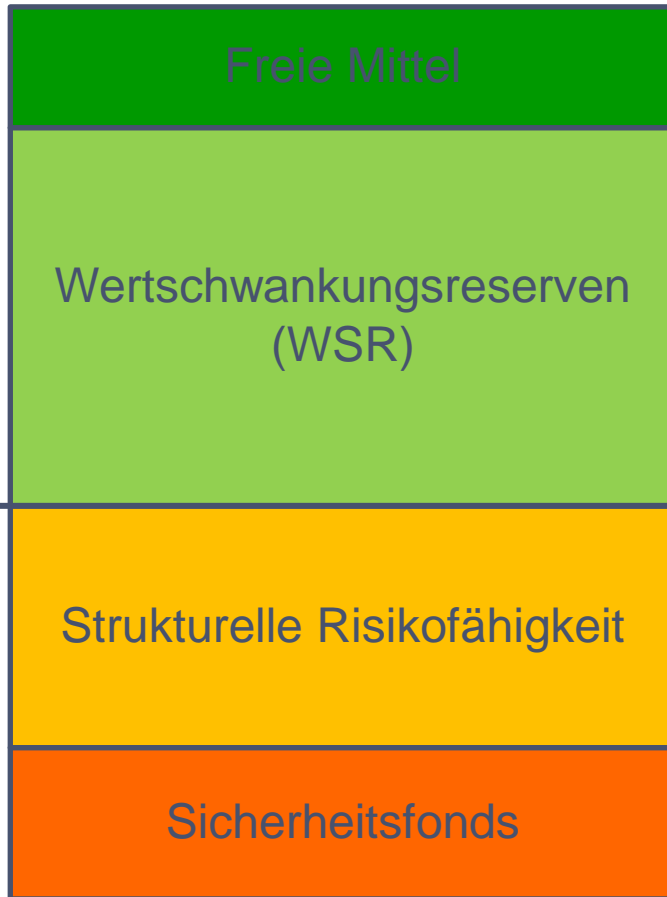 Freie Mittel
Wertschwankungsreserven
(WSR)
Strukturelle Risikofähigkeit
Sicherheitsfonds